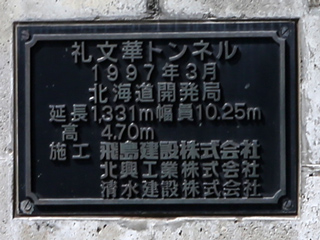 礼文華トンネル
1997年3月
北海道開発局
延長1,331m幅員10.25m
高 4.70m
施工 飛島建設株式会社
北興工業株式会社
清水建設株式会社